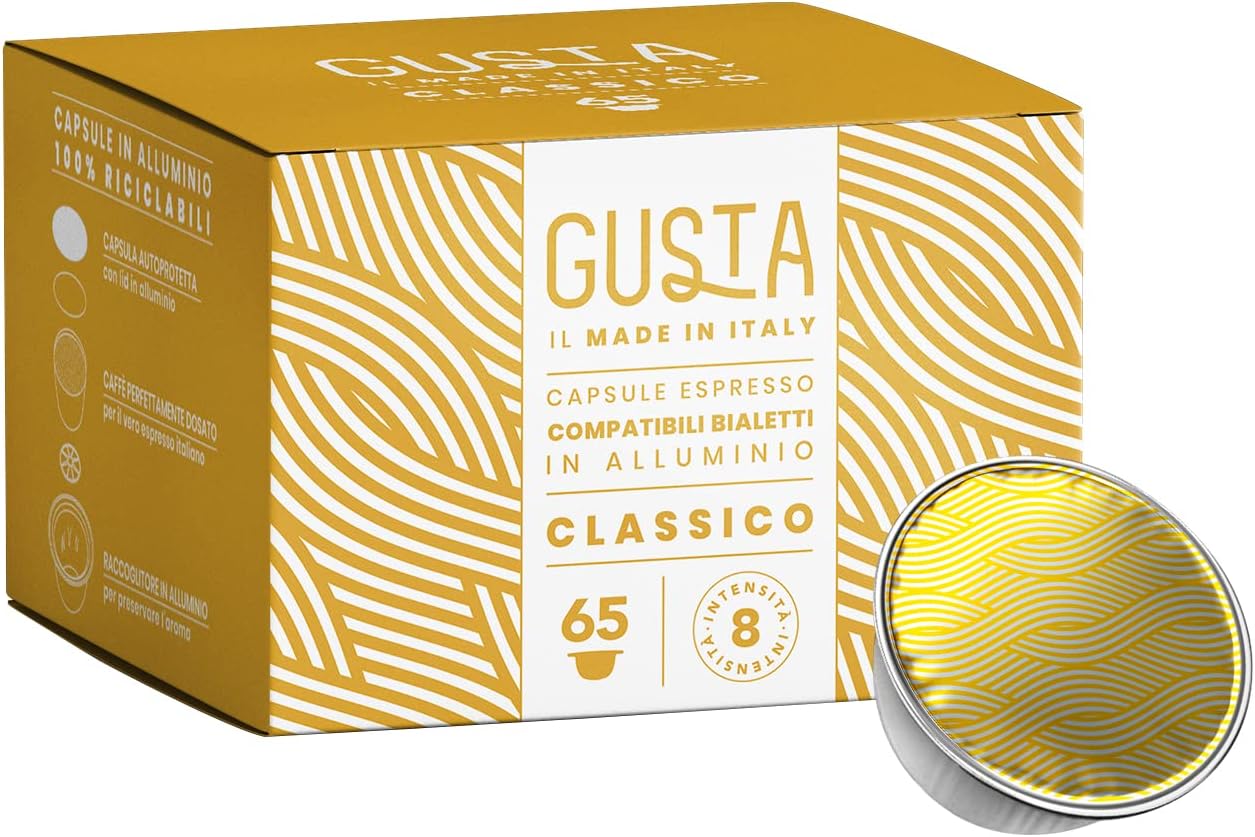 GUSTA
IL MADE IN ITALY
CLASSICO
65
CAPSULE IN ALLUMINIO
100% RICICLABILI
CAPSULA AUTOPROTETTA
con lid in alluminio
CAFFÈ PERFETTAMENTE DOSATO
per il vero espresso italiano
RACCOGLITORE IN ALLUMINIO
per preservare l'aroma
GUSTA
IL MADE IN ITALY
CAPSULE ESPRESSO
COMPATIBILI BIALETTI
IN ALLUMINIO
CLASSICO
65
INTENSITÀ · INTENSITÀ ·
8